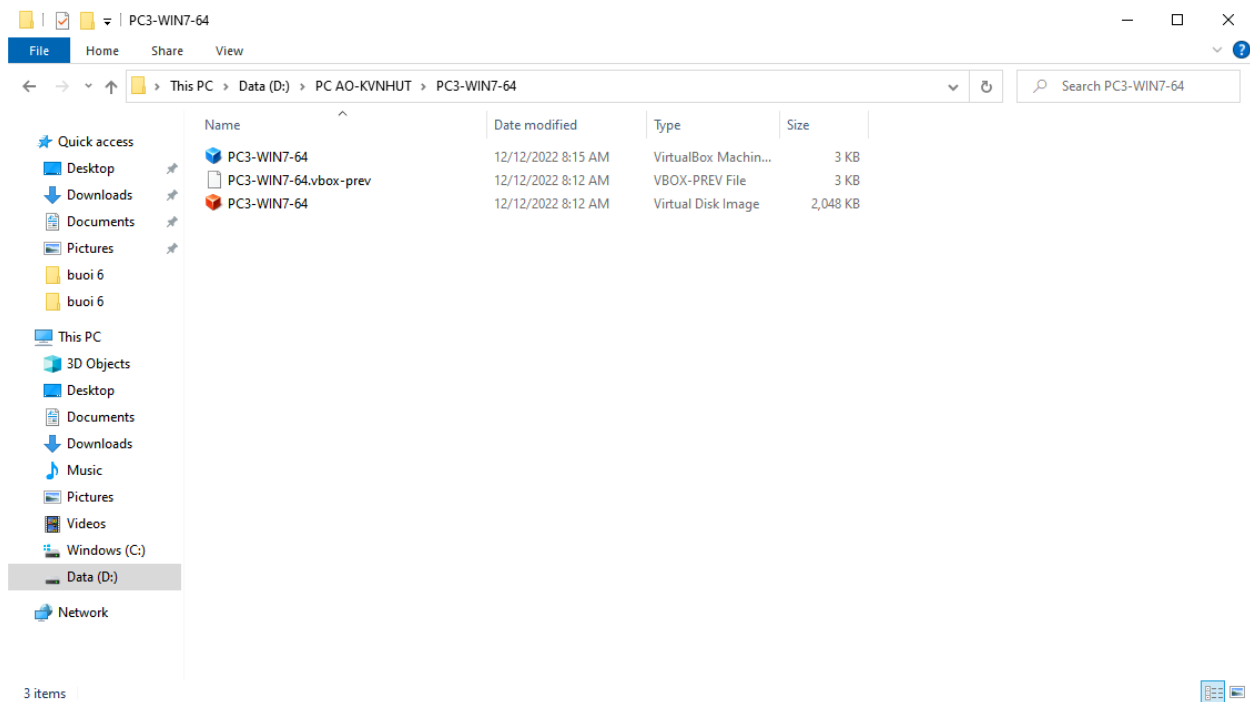 PC3-WIN7-64
File Home Share View
This PC Data (D:) PC AO-KVNHUT PC3-WIN7-64 Search PC3-WIN7-64
Name Date modified Type Size
PC3-WIN7-64 12/12/2022 8:15 AM VirtualBox Machin... 3 KB
PC3-WIN7-64.vbox-prev 12/12/2022 8:12 AM VBOX-PREV File 3 KB
PC3-WIN7-64 12/12/2022 8:12 AM Virtual Disk Image 2,048 KB
Quick access
Desktop
Downloads
Documents
Pictures
buoi 6
buoi 6
This PC
3D Objects
Desktop
Documents
Downloads
Music
Pictures
Videos
Windows (C:)
Data (D:)
Network
3 items